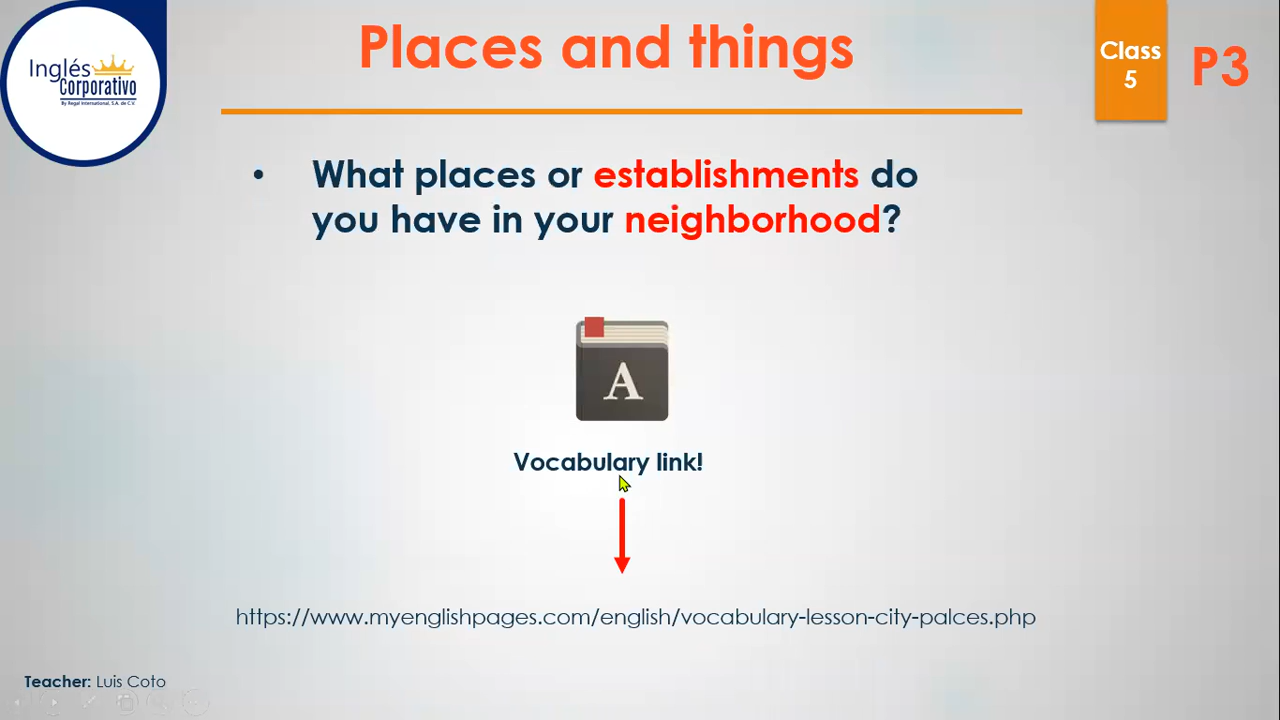 Inglés
Corporativo
By Regal International, S.A. de C.V.
Places and things
Class
5
P3
• What places or establishments do
you have in your neighborhood?
A
Vocabulary link!
https://www.myenglishpages.com/english/vocabulary-lesson-city-palces.php
Teacher: Luis Coto